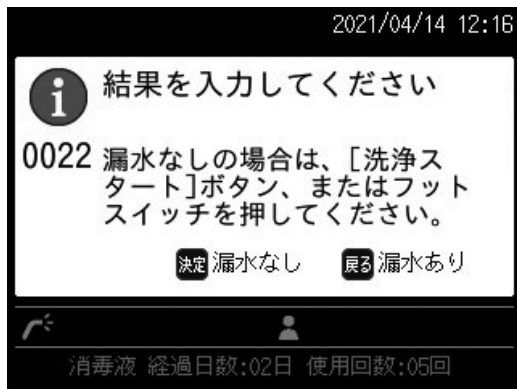 2021/04/14 12:16
i 結果を入力してください
0022 漏水なしの場合は、[洗浄ス
タート]ボタン、またはフット
スイッチを押してください。
決定 漏水なし 戻る 漏水あり
消毒液 経過日数:02日 使用回数:05回